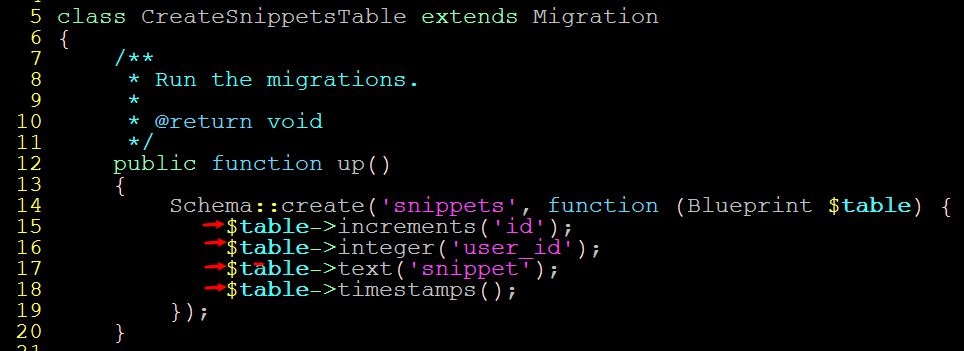 5 class CreateSnippetsTable extends Migration
6 {
7     /**
8      * Run the migrations.
9      *
10      * @return void
11      */
12     public function up()
13     {
14         Schema::create('snippets', function (Blueprint $table) {
15             $table->increments('id');
16             $table->integer('user_id');
17             $table->text('snippet');
18             $table->timestamps();
19         });
20     }
21